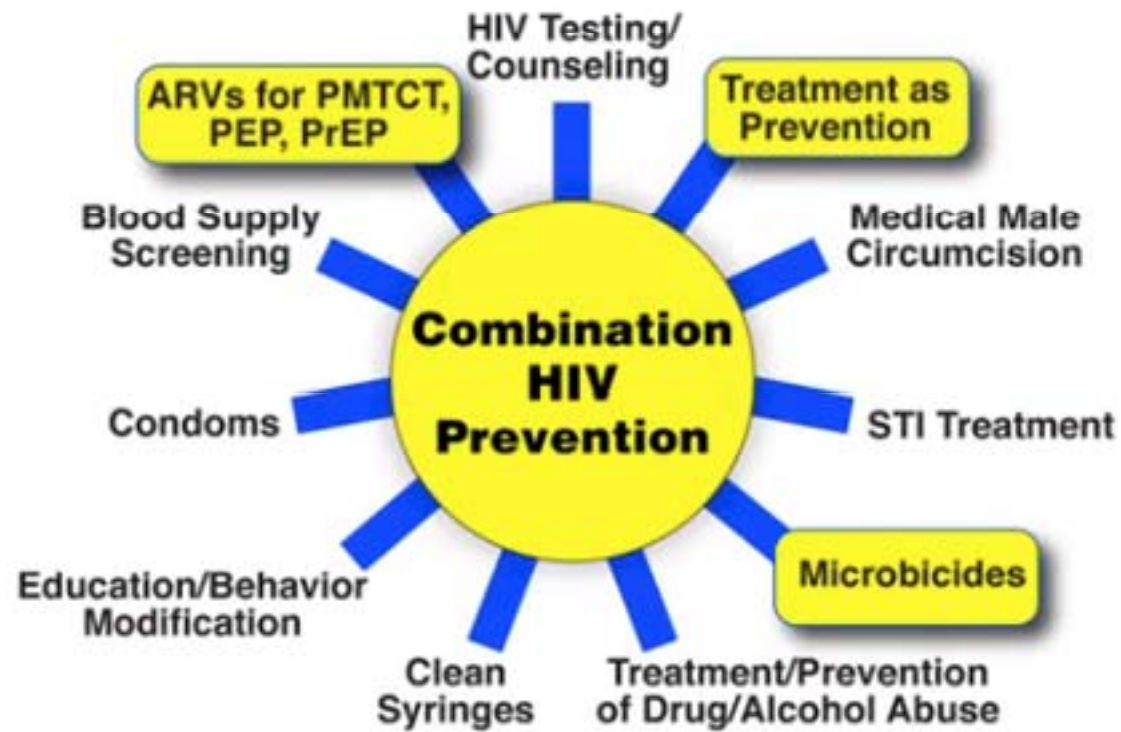 HIV Testing/
Counseling
ARVs for PMTCT,
PEP, PrEP
Treatment as
Prevention
Blood Supply
Screening
Medical Male
Circumcision
Combination
HIV
Prevention
Condoms
STI Treatment
Education/Behavior
Modification
Microbicides
Clean
Syringes
Treatment/Prevention
of Drug/Alcohol Abuse